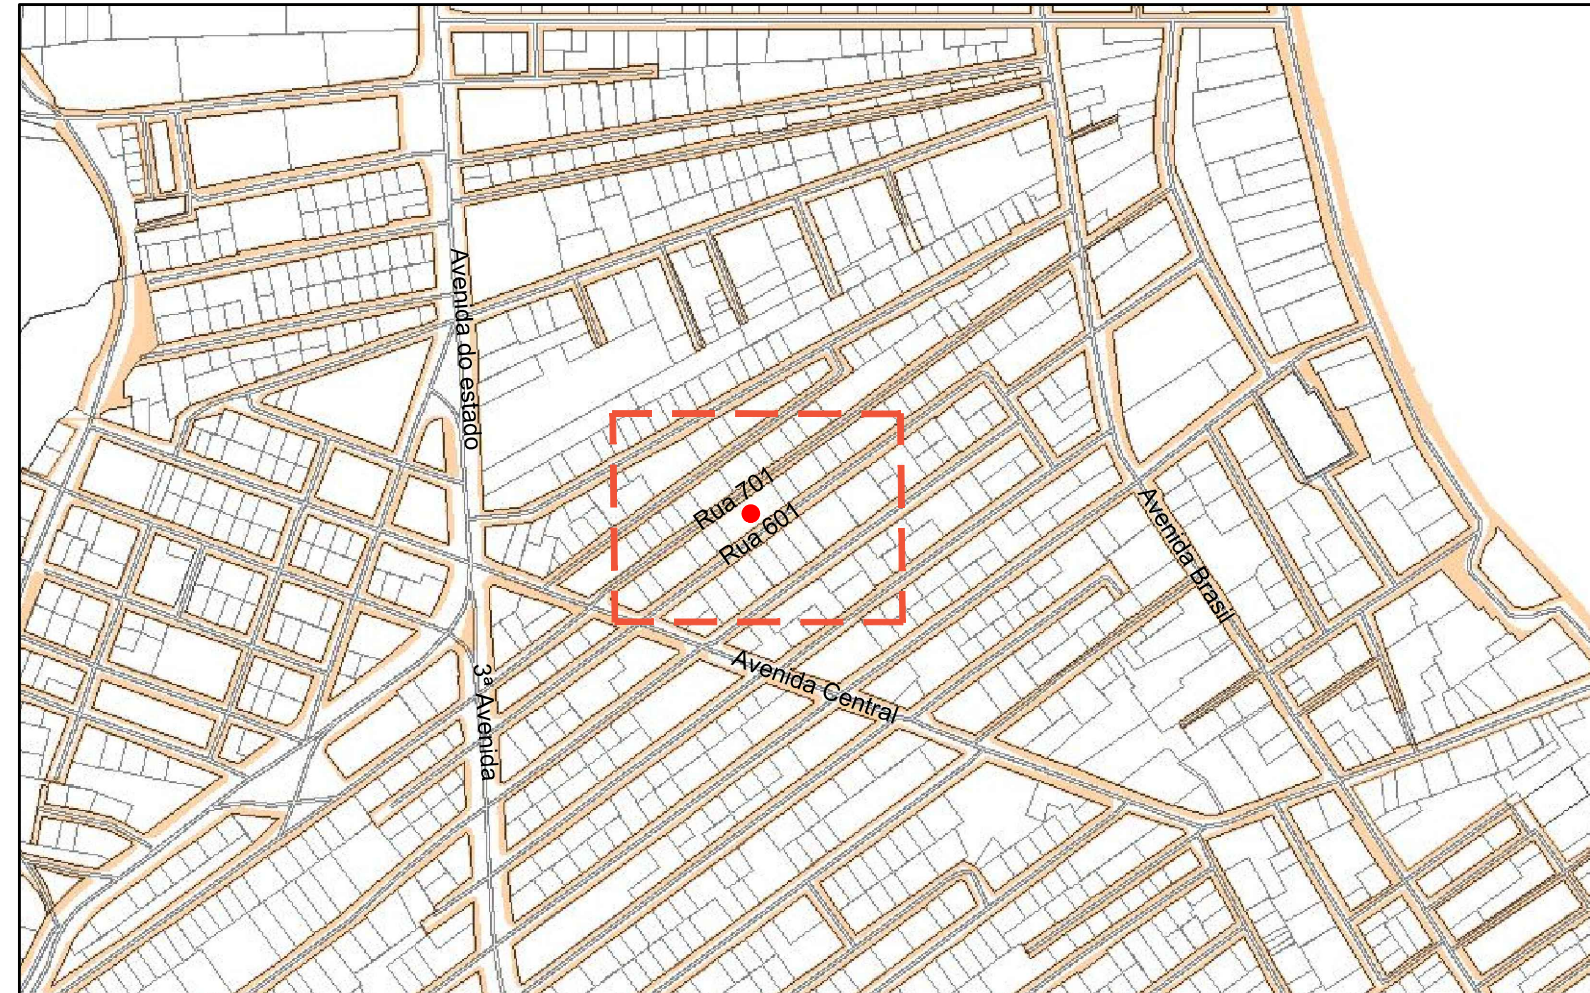 Avenida do estado
Rua 701
Rua 601
Avenida Brasil
3ª Avenida
Avenida Central